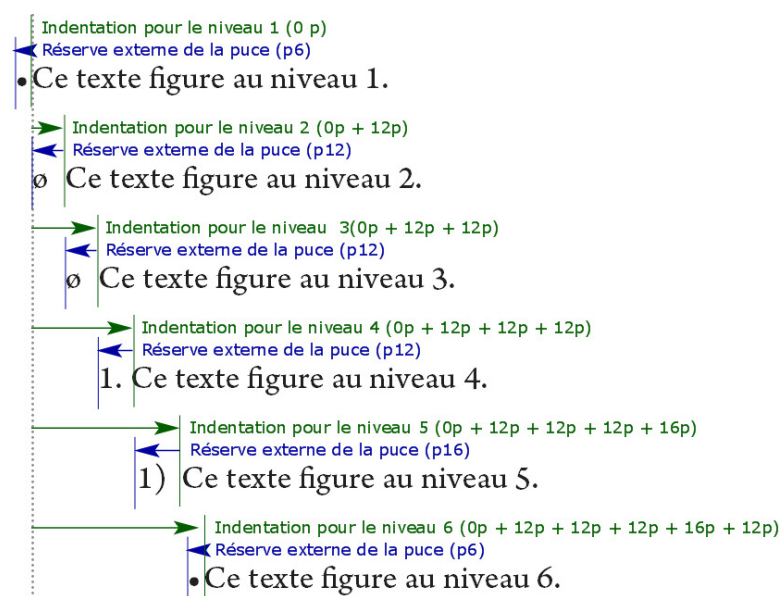 Indentation pour le niveau 1 (0 p)
Réserve externe de la puce (p6)
•Ce texte figure au niveau 1.
Indentation pour le niveau 2 (0p + 12p)
Réserve externe de la puce (p12)
ø Ce texte figure au niveau 2.
Indentation pour le niveau  3(0p + 12p + 12p)
Réserve externe de la puce (p12)
ø Ce texte figure au niveau 3.
Indentation pour le niveau 4 (0p + 12p + 12p + 12p)
Réserve externe de la puce (p12)
1. Ce texte figure au niveau 4.
Indentation pour le niveau 5 (0p + 12p + 12p + 12p + 16p)
Réserve externe de la puce (p16)
1) Ce texte figure au niveau 5.
Indentation pour le niveau 6 (0p + 12p + 12p + 12p + 16p + 12p)
Réserve externe de la puce (p6)
•Ce texte figure au niveau 6.